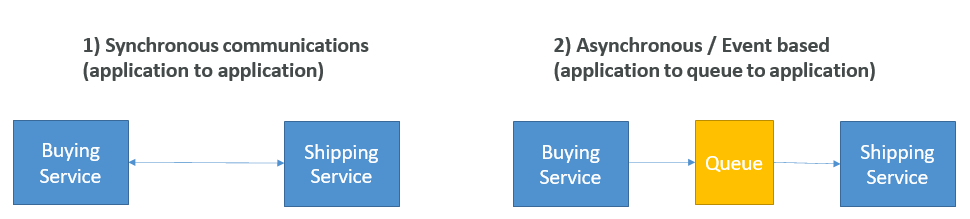 1) Synchronous communications
(application to application)
Buying
Service
Shipping
Service
2) Asynchronous / Event based
(application to queue to application)
Buying
Service
Queue
Shipping
Service